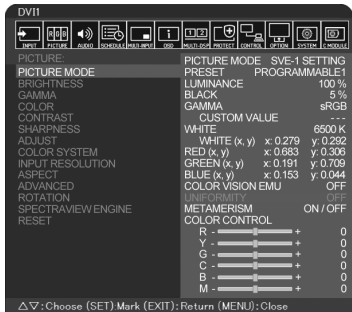 DVI1
INPUT PICTURE AUDIO SCHEDULE MULTI-INPUT OSD MULTI-DSP PROTECT CONTROL OPTION SYSTEM C MODULE
PICTURE:
PICTURE MODE
BRIGHTNESS
GAMMA
COLOR
CONTRAST
SHARPNESS
ADJUST
COLOR SYSTEM
INPUT RESOLUTION
ASPECT
ADVANCED
ROTATION
SPECTRAVIEW ENGINE
RESET
PICTURE MODE SVE-1 SETTING
PRESET PROGRAMMABLE1
LUMINANCE 100 %
BLACK 5 %
GAMMA sRGB
CUSTOM VALUE ---
WHITE 6500 K
WHITE (x, y) x: 0.279 y: 0.292
RED (x, y) x: 0.683 y: 0.306
GREEN (x, y) x: 0.191 y: 0.709
BLUE (x, y) x: 0.153 y: 0.044
COLOR VISION EMU OFF
UNIFORMITY OFF
METAMERISM ON / OFF
COLOR CONTROL
R - + 0
Y - + 0
G - + 0
C - + 0
B - + 0
M - + 0
△▽:Choose (SET):Mark (EXIT):Return (MENU):Close